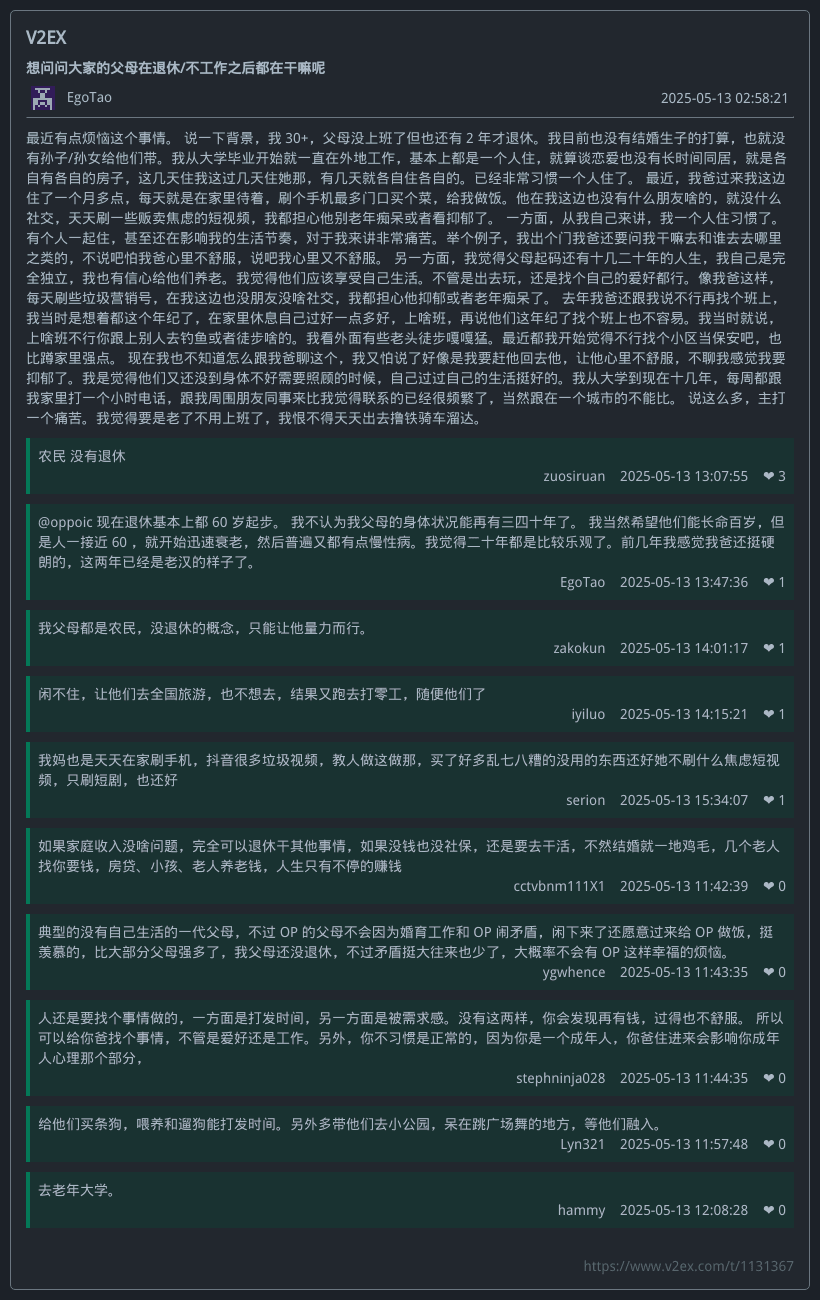 V2EX
想问问大家的父母在退休/不工作之后都在干嘛呢
EgoTao
2025-05-13 02:58:21
最近有点烦恼这个事情。 说一下背景，我 30+，父母没上班了但也还有 2 年才退休。我目前也没有结婚生子的打算，也就没
有孙子/孙女给他们带。我从大学毕业开始就一直在外地工作，基本上都是一个人住，就算谈恋爱也没有长时间同居，就是各
自有各自的房子，这几天住我这过几天住她那，有几天就各自住各自的。已经非常习惯一个人住了。 最近，我爸过来我这边
住了一个月多点，每天就是在家里待着，刷个手机最多门口买个菜，给我做饭。他在我这边也没有什么朋友啥的，就没什么
社交，天天刷一些贩卖焦虑的短视频，我都担心他别老年痴呆或者看抑郁了。 一方面，从我自己来讲，我一个人住习惯了。
有个人一起住，甚至还在影响我的生活节奏，对于我来讲非常痛苦。举个例子，我出个门我爸还要问我干嘛去和谁去去哪里
之类的，不说吧怕我爸心里不舒服，说吧我心里又不舒服。 另一方面，我觉得父母起码还有十几二十年的人生，我自己是完
全独立，我也有信心给他们养老。我觉得他们应该享受自己生活。不管是出去玩，还是找个自己的爱好都行。像我爸这样，
每天刷些垃圾营销号，在我这边也没朋友没啥社交，我都担心他抑郁或者老年痴呆了。 去年我爸还跟我说不行再找个班上，
我当时是想着都这个年纪了，在家里休息自己过好一点多好，上啥班，再说他们这年纪了找个班上也不容易。我当时就说，
上啥班不行你跟上别人去钓鱼或者徒步啥的。我看外面有些老头徒步嘎嘎猛。最近都我开始觉得不行找个小区当保安吧，也
比蹲家里强点。 现在我也不知道怎么跟我爸聊这个，我又怕说了好像是我要赶他回去他，让他心里不舒服，不聊我感觉我要
抑郁了。我是觉得他们又还没到身体不好需要照顾的时候，自己过过自己的生活挺好的。我从大学到现在十几年，每周都跟
我家里打一个小时电话，跟我周围朋友同事来比我觉得联系的已经很频繁了，当然跟在一个城市的不能比。 说这么多，主打
一个痛苦。我觉得要是老了不用上班了，我恨不得天天出去撸铁骑车溜达。
农民 没有退休
zuosiruan 2025-05-13 13:07:55 ❤ 3
@oppoic 现在退休基本上都 60 岁起步。 我不认为我父母的身体状况能再有三四十年了。 我当然希望他们能长命百岁，但
是人一接近 60 ，就开始迅速衰老，然后普遍又都有点慢性病。我觉得二十年都是比较乐观了。前几年我感觉我爸还挺硬
朗的，这两年已经是老汉的样子了。
EgoTao 2025-05-13 13:47:36 ❤ 1
我父母都是农民，没退休的概念，只能让他量力而行。
zakokun 2025-05-13 14:01:17 ❤ 1
闲不住，让他们去全国旅游，也不想去，结果又跑去打零工，随便他们了
iyiluo 2025-05-13 14:15:21 ❤ 1
我妈也是天天在家刷手机，抖音很多垃圾视频，教人做这做那，买了好多乱七八糟的没用的东西还好她不刷什么焦虑短视
频，只刷短剧，也还好
serion 2025-05-13 15:34:07 ❤ 1
如果家庭收入没啥问题，完全可以退休干其他事情，如果没钱也没社保，还是要去干活，不然结婚就一地鸡毛，几个老人
找你要钱，房贷、小孩、老人养老钱，人生只有不停的赚钱
cctvbnm111X1 2025-05-13 11:42:39 ❤ 0
典型的没有自己生活的一代父母，不过 OP 的父母不会因为婚育工作和 OP 闹矛盾，闲下来了还愿意过来给 OP 做饭，挺
羡慕的，比大部分父母强多了，我父母还没退休，不过矛盾挺大往来也少了，大概率不会有 OP 这样幸福的烦恼。
ygwhence 2025-05-13 11:43:35 ❤ 0
人还是要找个事情做的，一方面是打发时间，另一方面是被需求感。没有这两样，你会发现再有钱，过得也不舒服。 所以
可以给你爸找个事情，不管是爱好还是工作。另外，你不习惯是正常的，因为你是一个成年人，你爸住进来会影响你成年
人心理那个部分，
stephninja028 2025-05-13 11:44:35 ❤ 0
给他们买条狗，喂养和遛狗能打发时间。另外多带他们去小公园，呆在跳广场舞的地方，等他们融入。
Lyn321 2025-05-13 11:57:48 ❤ 0
去老年大学。
hammy 2025-05-13 12:08:28 ❤ 0
https://www.v2ex.com/t/1131367